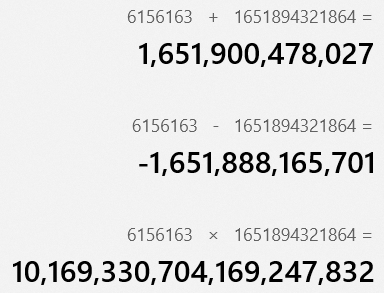 6156163 + 1651894321864 =
1,651,900,478,027
6156163 - 1651894321864 =
-1,651,888,165,701
6156163 × 1651894321864 =
10,169,330,704,169,247,832